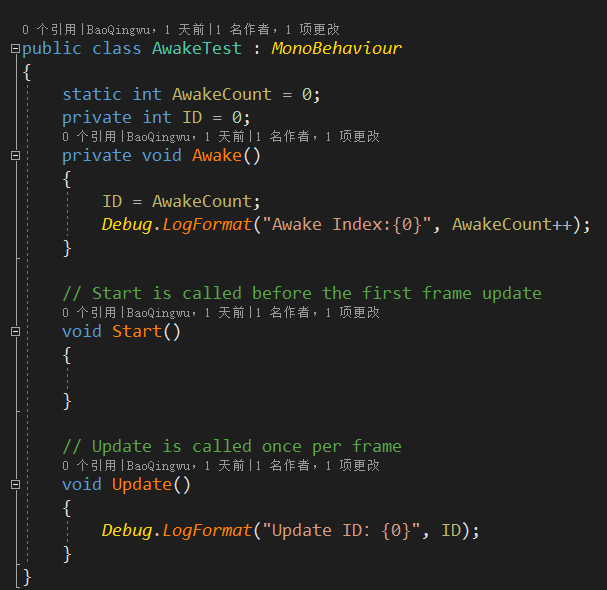 0 个引用|BaoQingwu，1 天前|1 名作者，1 项更改
public class AwakeTest : MonoBehaviour
{
static int AwakeCount = 0;
private int ID = 0;
0 个引用|BaoQingwu，1 天前|1 名作者，1 项更改
private void Awake()
{
ID = AwakeCount;
Debug.LogFormat("Awake Index:{0}", AwakeCount++);
}
// Start is called before the first frame update
0 个引用|BaoQingwu，1 天前|1 名作者，1 项更改
void Start()
{
}
// Update is called once per frame
0 个引用|BaoQingwu，1 天前|1 名作者，1 项更改
void Update()
{
Debug.LogFormat("Update ID: {0}", ID);
}
}